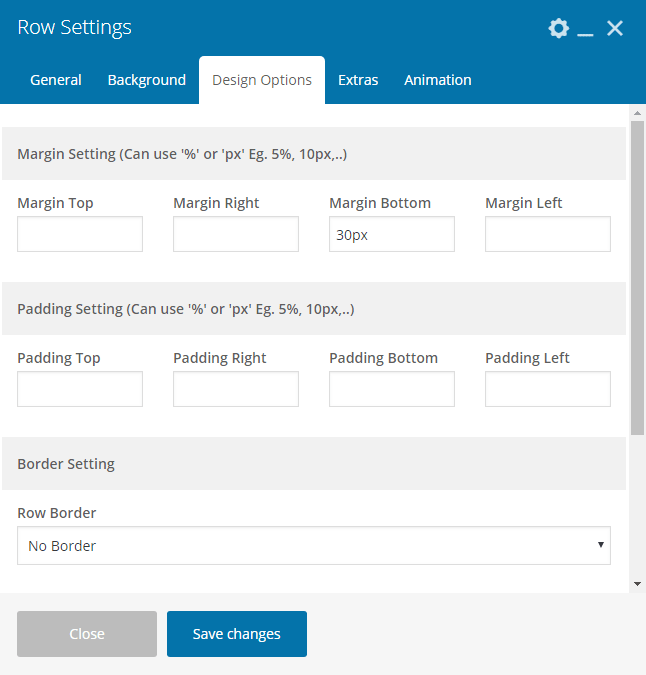 Row Settings
General Background Design Options Extras Animation
Margin Setting (Can use '%' or 'px' Eg. 5%, 10px,..)
Margin Top Margin Right Margin Bottom Margin Left
30px
Padding Setting (Can use '%' or 'px' Eg. 5%, 10px,..)
Padding Top Padding Right Padding Bottom Padding Left
Border Setting
Row Border
No Border
Close Save changes